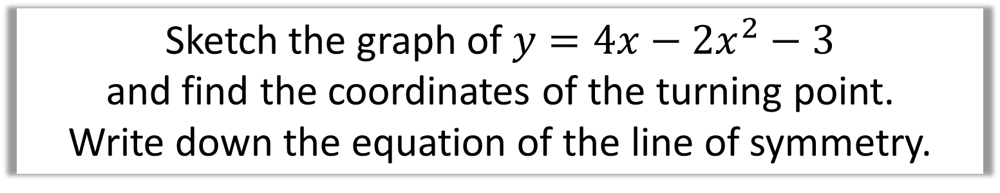 Sketch the graph of y = 4x − 2x² − 3
and find the coordinates of the turning point.
Write down the equation of the line of symmetry.